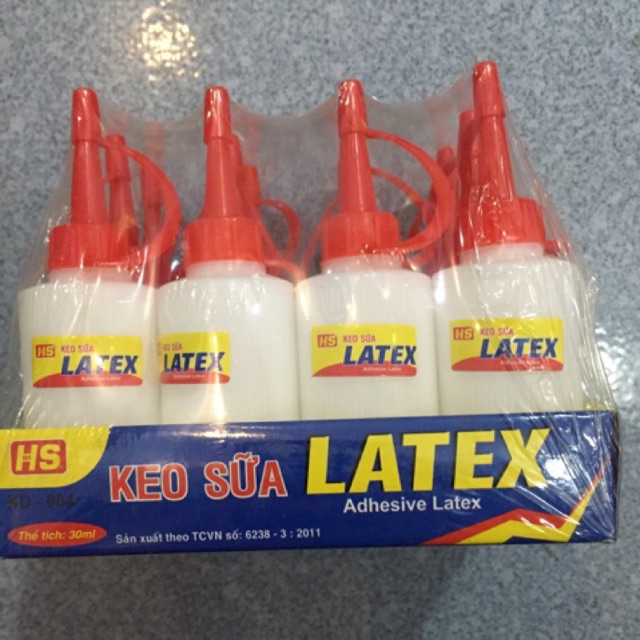 HS KEO SỮA
LATEX
Adhesive Latex
KEO SỮA
LATEX
Adhesive Latex
HS KEO SỮA
LATEX
Adhesive Latex
HS KEO SỮA
LATEX
Adhesive Latex
HS
KD - 004
KEO SỮA LATEX
Adhesive Latex
Thể tích: 30ml
Sản xuất theo TCVN số: 6238 - 3 : 2011